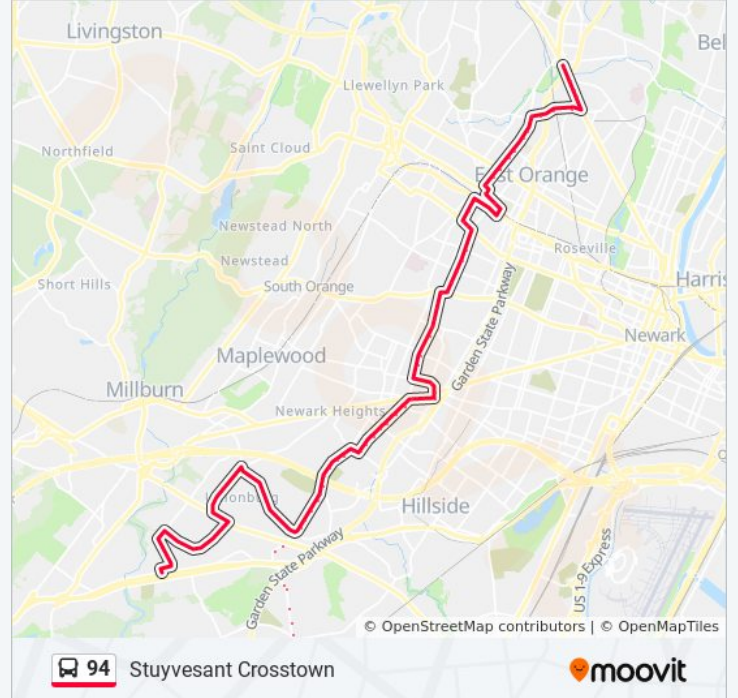 Livingston
Bel
Llewellyn Park
Northfield
Saint Cloud
East Orange
Newstead North
Roseville
Newstead
Short Hills
South Orange
Harris
Garden State Parkway
Newark
Maplewood
Millburn
Newark Heights
Hillside
US 1-9 Express
Garden State Parkway
© OpenStreetMap contributors | © OpenMapTiles
94 Stuyvesant Crosstown
moovit